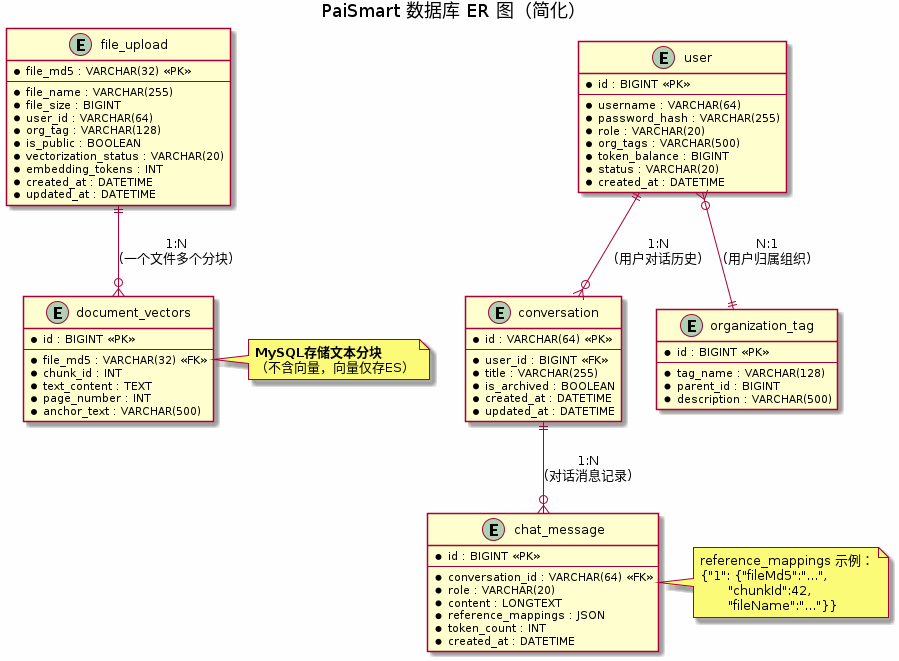 PaiSmart 数据库 ER 图（简化）
E file_upload
file_md5 : VARCHAR(32) «PK»
file_name : VARCHAR(255)
file_size : BIGINT
user_id : VARCHAR(64)
org_tag : VARCHAR(128)
is_public : BOOLEAN
vectorization_status : VARCHAR(20)
embedding_tokens : INT
created_at : DATETIME
updated_at : DATETIME
E user
id : BIGINT «PK»
username : VARCHAR(64)
password_hash : VARCHAR(255)
role : VARCHAR(20)
org_tags : VARCHAR(500)
token_balance : BIGINT
status : VARCHAR(20)
created_at : DATETIME
1:N
（一个文件多个分块）
1:N
（用户对话历史）
N:1
（用户归属组织）
E document_vectors
id : BIGINT «PK»
file_md5 : VARCHAR(32) «FK»
chunk_id : INT
text_content : TEXT
page_number : INT
anchor_text : VARCHAR(500)
MySQL存储文本分块
（不含向量，向量仅存ES）
E conversation
id : VARCHAR(64) «PK»
user_id : BIGINT «FK»
title : VARCHAR(255)
is_archived : BOOLEAN
created_at : DATETIME
updated_at : DATETIME
E organization_tag
id : BIGINT «PK»
tag_name : VARCHAR(128)
parent_id : BIGINT
description : VARCHAR(500)
1:N
（对话消息记录）
E chat_message
id : BIGINT «PK»
conversation_id : VARCHAR(64) «FK»
role : VARCHAR(20)
content : LONGTEXT
reference_mappings : JSON
token_count : INT
created_at : DATETIME
reference_mappings 示例：
{"1": {"fileMd5":"...",
"chunkId":42,
"fileName":"..."}}